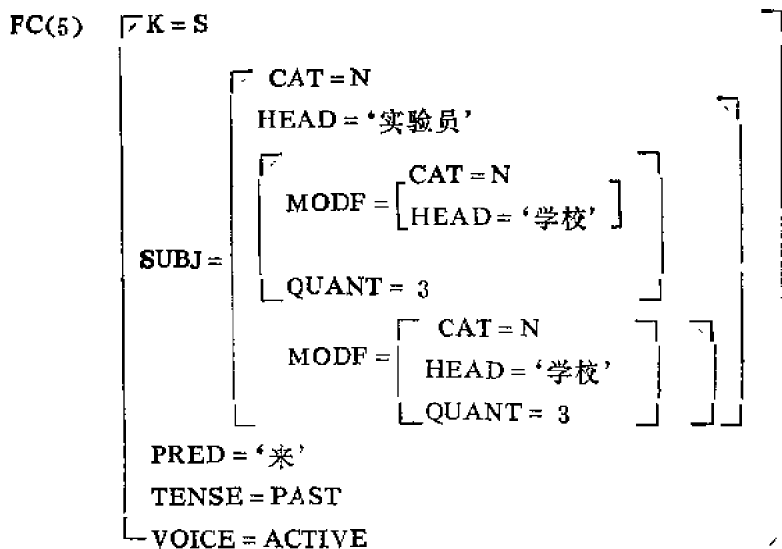 FC(5) K = S
CAT = N
HEAD = ‘实验员’
MODF = CAT = N
HEAD = ‘学校’
SUBJ =
QUANT = 3
MODF = CAT = N
HEAD = ‘学校’
QUANT = 3
PRED = ‘来’
TENSE = PAST
VOICE = ACTIVE